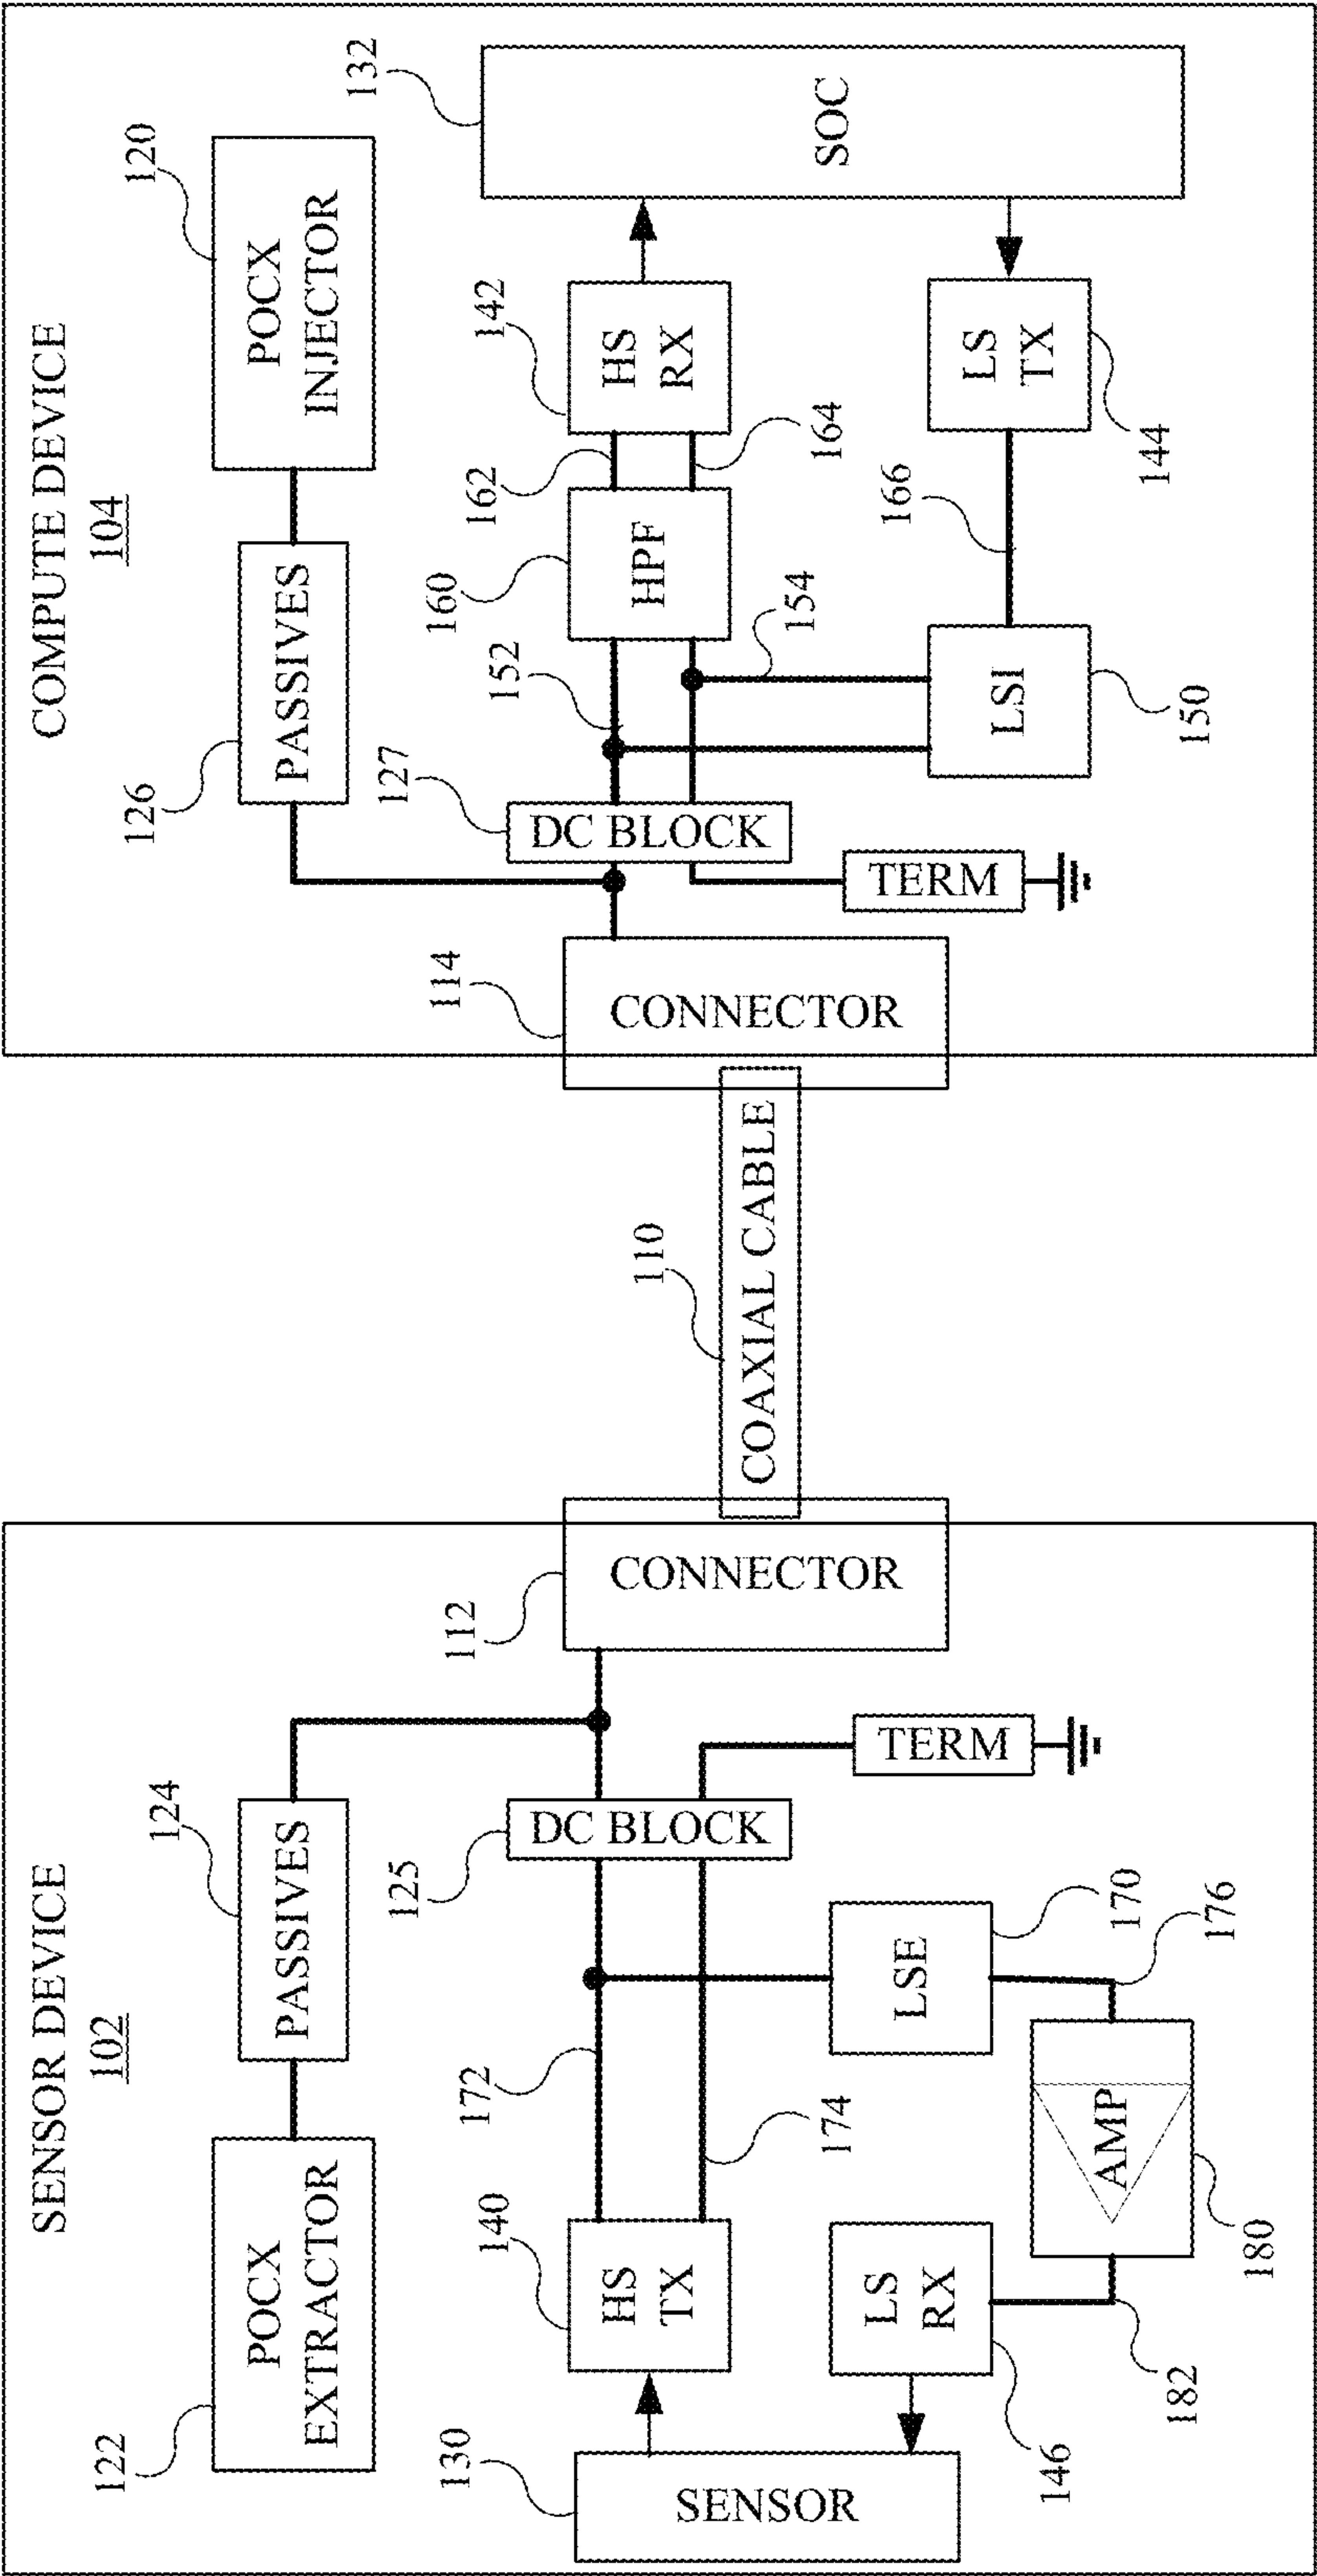 SENSOR DEVICE
102
POCX
EXTRACTOR
122
PASSIVES
124
SENSOR
130
HS
TX
140
172
174
DC BLOCK
125
TERM
LSE
170
176
AMP
180
182
LS
RX
146
CONNECTOR
112
COAXIAL CABLE
110
COMPUTE DEVICE
104
CONNECTOR
114
PASSIVES
126
POCX
INJECTOR
120
DC BLOCK
127
TERM
152
154
HPF
160
162
164
HS
RX
142
SOC
132
LSI
150
166
LS
TX
144